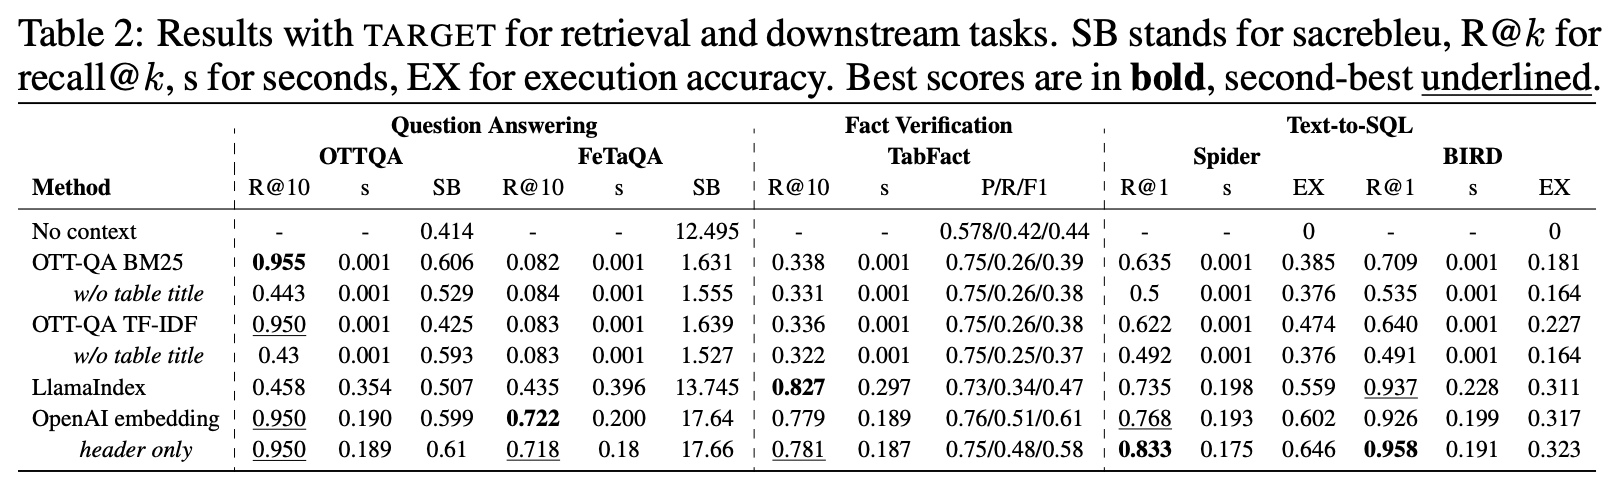 Table 2: Results with TARGET for retrieval and downstream tasks. SB stands for sacrebleu, R@k for
recall@k, s for seconds, EX for execution accuracy. Best scores are in bold, second-best underlined.
Question Answering Fact Verification Text-to-SQL
OTTQA FeTaQA TabFact Spider BIRD
Method R@10 s SB R@10 s SB R@10 s P/R/F1 R@1 s EX R@1 s EX
No context - - 0.414 - - 12.495 - - 0.578/0.42/0.44 - - 0 - - 0
OTT-QA BM25 0.955 0.001 0.606 0.082 0.001 1.631 0.338 0.001 0.75/0.26/0.39 0.635 0.001 0.385 0.709 0.001 0.181
w/o table title 0.443 0.001 0.529 0.084 0.001 1.555 0.331 0.001 0.75/0.26/0.38 0.5 0.001 0.376 0.535 0.001 0.164
OTT-QA TF-IDF 0.950 0.001 0.425 0.083 0.001 1.639 0.336 0.001 0.75/0.26/0.38 0.622 0.001 0.474 0.640 0.001 0.227
w/o table title 0.43 0.001 0.593 0.083 0.001 1.527 0.322 0.001 0.75/0.25/0.37 0.492 0.001 0.376 0.491 0.001 0.164
LlamaIndex 0.458 0.354 0.507 0.435 0.396 13.745 0.827 0.297 0.73/0.34/0.47 0.735 0.198 0.559 0.937 0.228 0.311
OpenAI embedding 0.950 0.190 0.599 0.722 0.200 17.64 0.779 0.189 0.76/0.51/0.61 0.768 0.193 0.602 0.926 0.199 0.317
header only 0.950 0.189 0.61 0.718 0.18 17.66 0.781 0.187 0.75/0.48/0.58 0.833 0.175 0.646 0.958 0.191 0.323